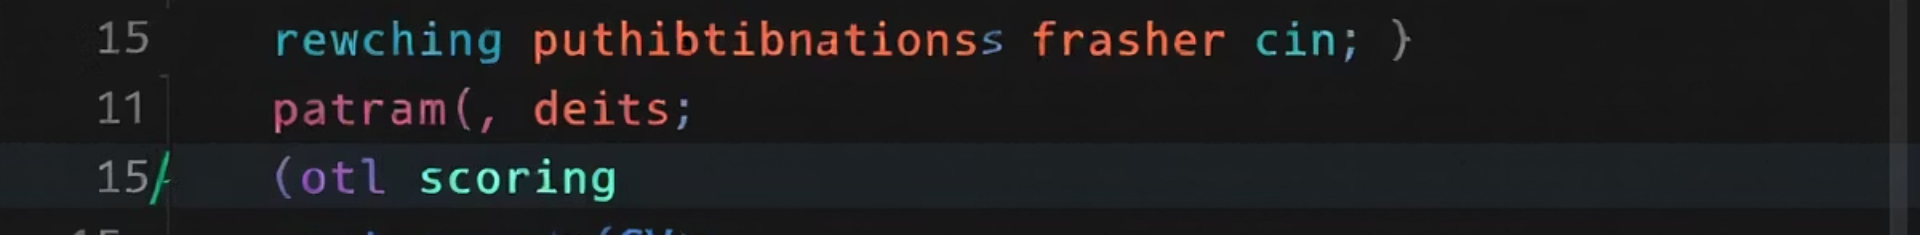 15 rewching puthibtibnationss frasher cin; }
11 patram(, deits;
15/ (otl scoring